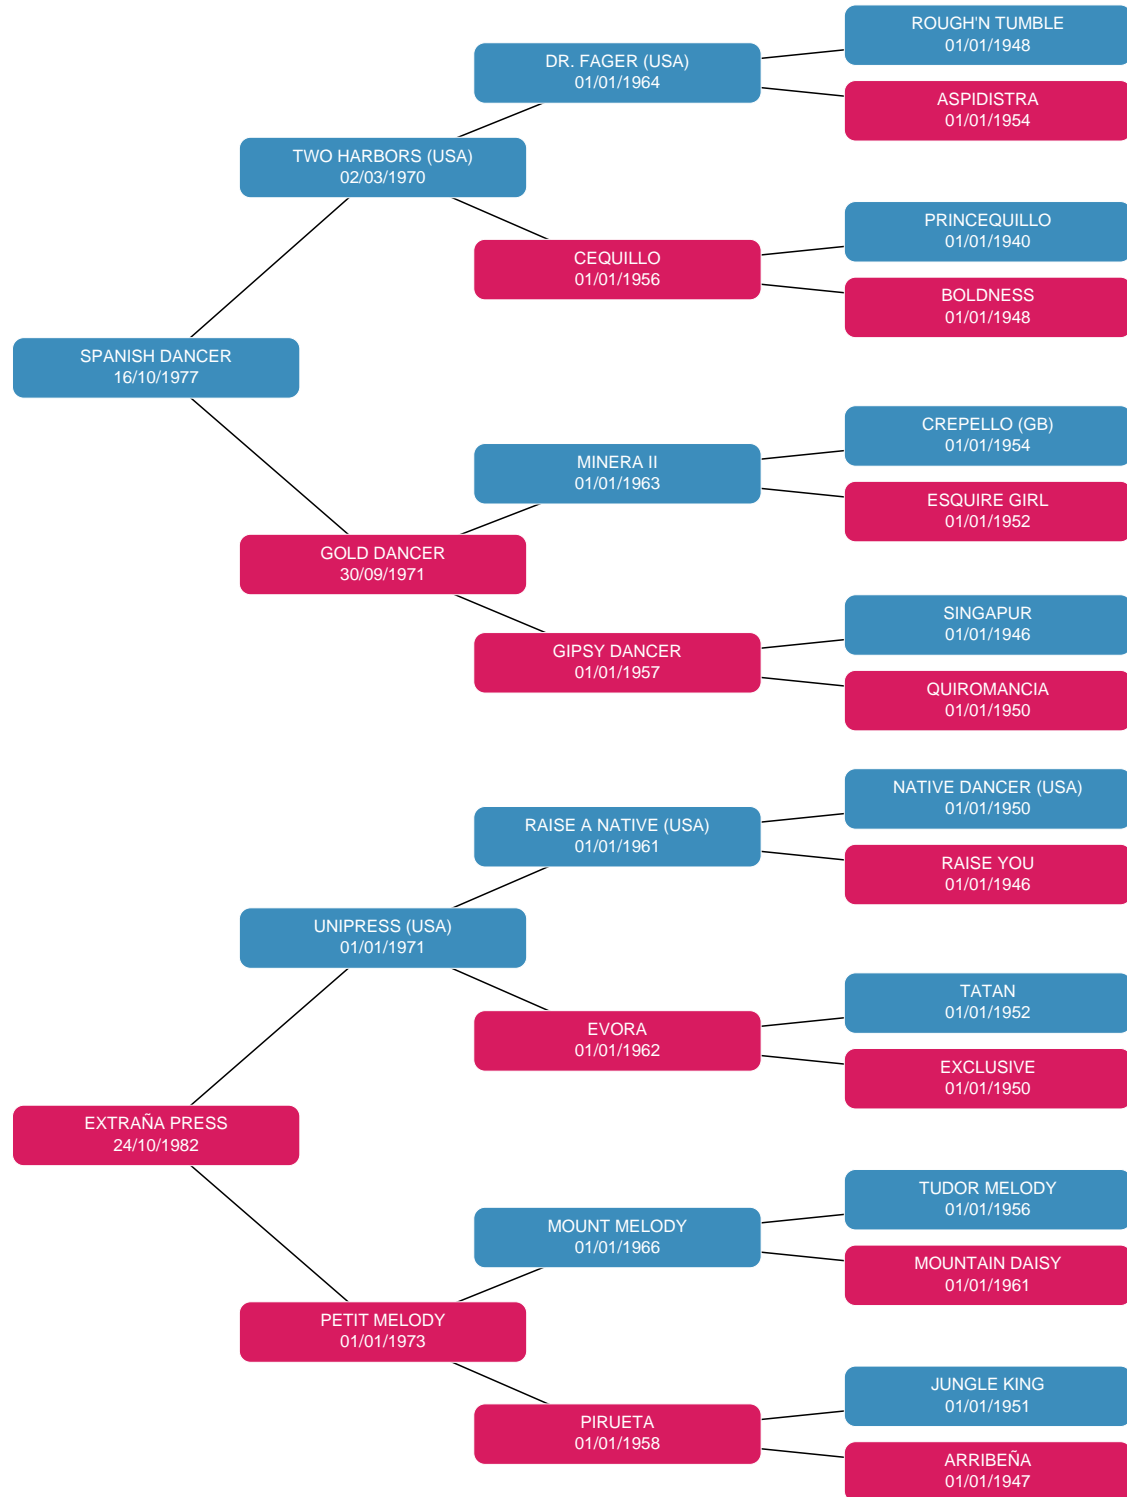 ROUGH'N TUMBLE
01/01/1948
DR. FAGER (USA)
01/01/1964
ASPIDISTRA
01/01/1954
TWO HARBORS (USA)
02/03/1970
PRINCEQUILLO
01/01/1940
CEQUILLO
01/01/1956
BOLDNESS
01/01/1948
SPANISH DANCER
16/10/1977
CREPELLO (GB)
01/01/1954
MINERA II
01/01/1963
ESQUIRE GIRL
01/01/1952
GOLD DANCER
30/09/1971
SINGAPUR
01/01/1946
GIPSY DANCER
01/01/1957
QUIROMANCIA
01/01/1950
NATIVE DANCER (USA)
01/01/1950
RAISE A NATIVE (USA)
01/01/1961
RAISE YOU
01/01/1946
UNIPRESS (USA)
01/01/1971
TATAN
01/01/1952
EVORA
01/01/1962
EXCLUSIVE
01/01/1950
EXTRAÑA PRESS
24/10/1982
TUDOR MELODY
01/01/1956
MOUNT MELODY
01/01/1966
MOUNTAIN DAISY
01/01/1961
PETIT MELODY
01/01/1973
JUNGLE KING
01/01/1951
PIRUETA
01/01/1958
ARRIBEÑA
01/01/1947